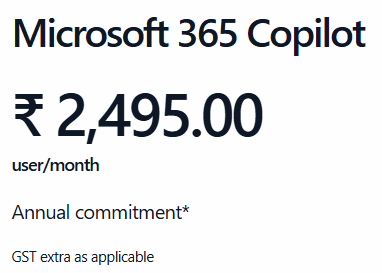 Microsoft 365 Copilot
₹ 2,495.00
user/month
Annual commitment*
GST extra as applicable